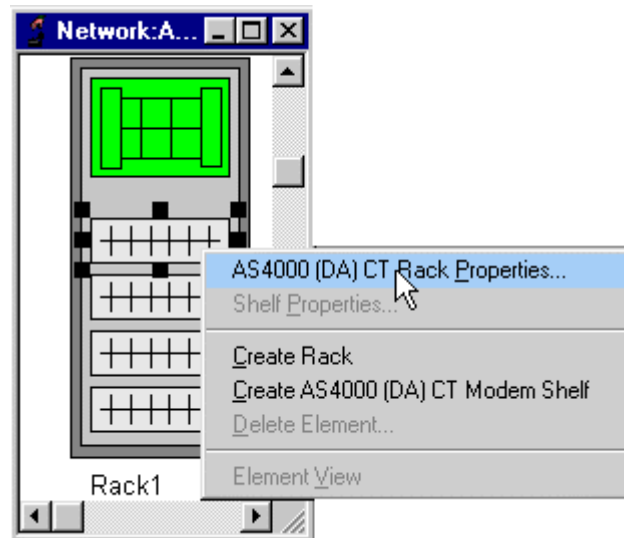 Network:A...
AS4000 (DA) CT Rack Properties...
Shelf Properties...
Create Rack
Create AS4000 (DA) CT Modem Shelf
Delete Element...
Element View
Rack1